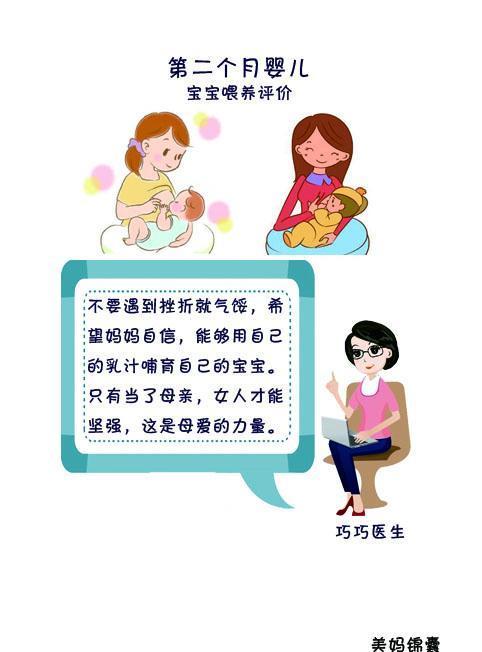 第二个月婴儿
宝宝喂养评价
不要遇到挫折就气馁，希
望妈妈自信，能够用自己
的乳汁哺育自己的宝宝。
只有当了母亲，女人才能
坚强，这是母爱的力量。
巧巧医生
美妈锦囊